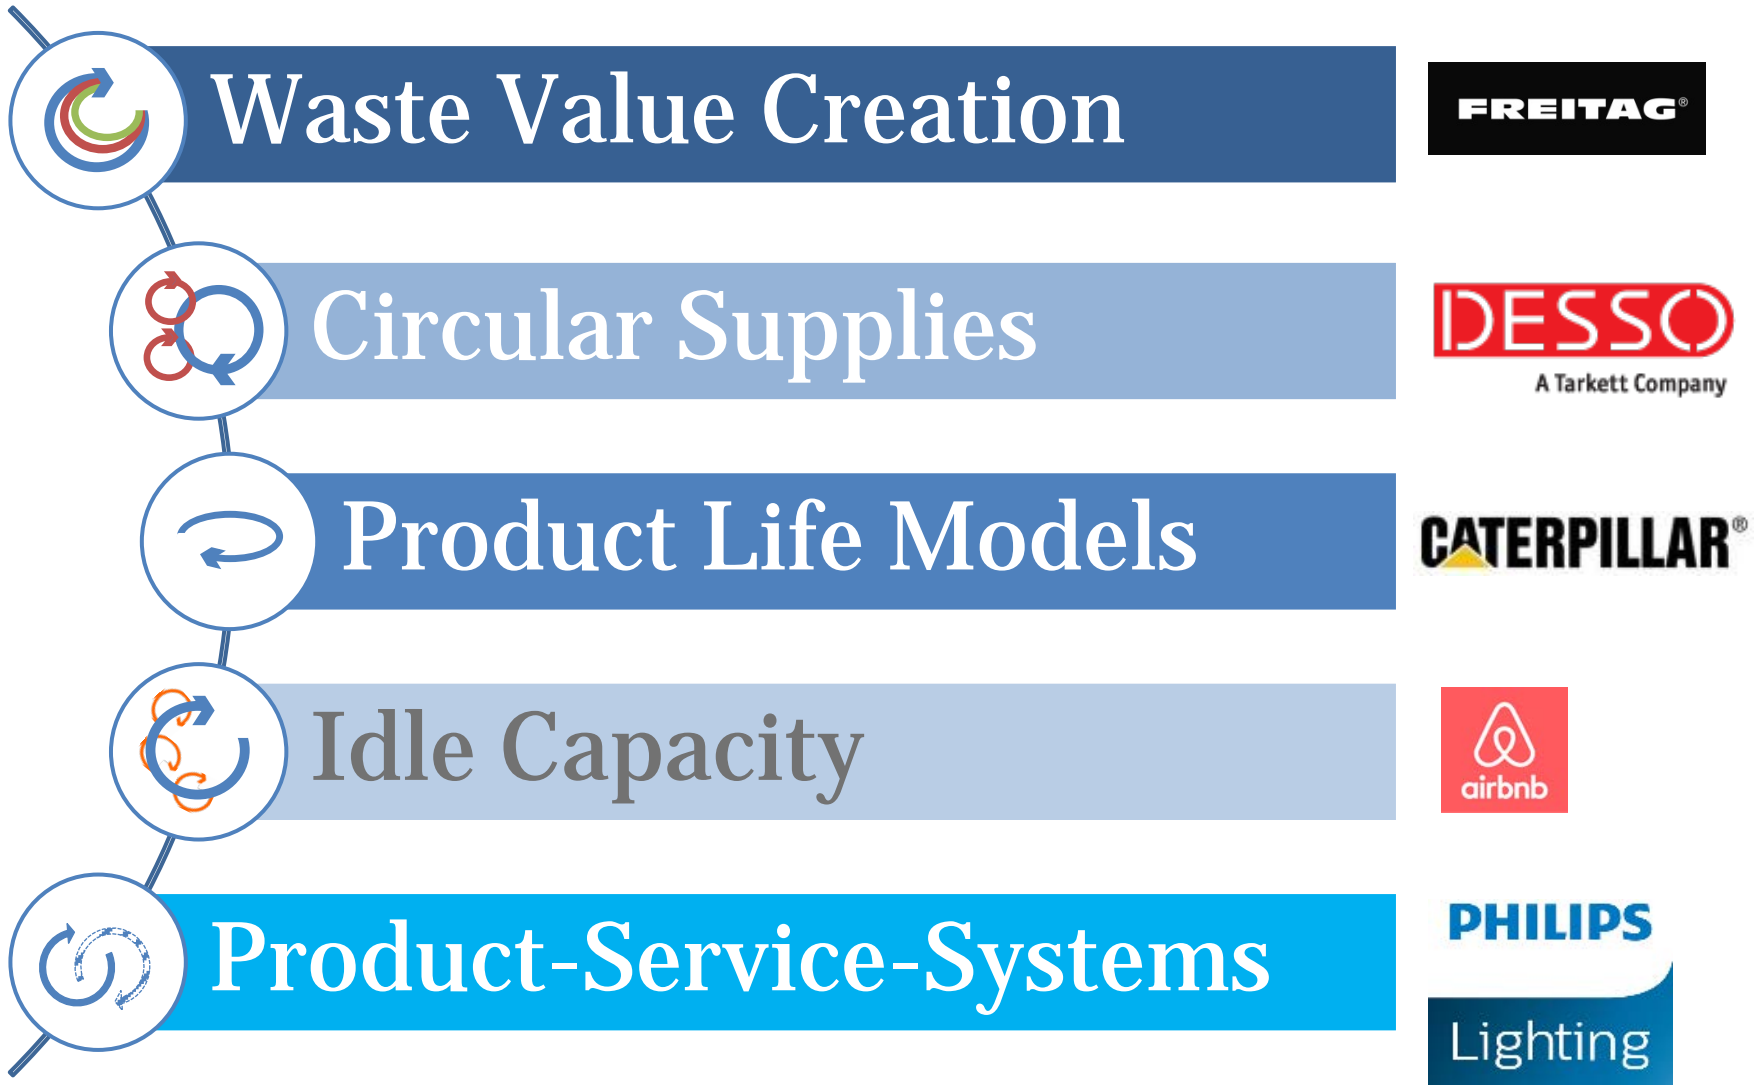 Waste Value Creation
FREITAG®
Circular Supplies
DESSO
A Tarkett Company
Product Life Models
CATERPILLAR®
Idle Capacity
airbnb
Product-Service-Systems
PHILIPS
Lighting